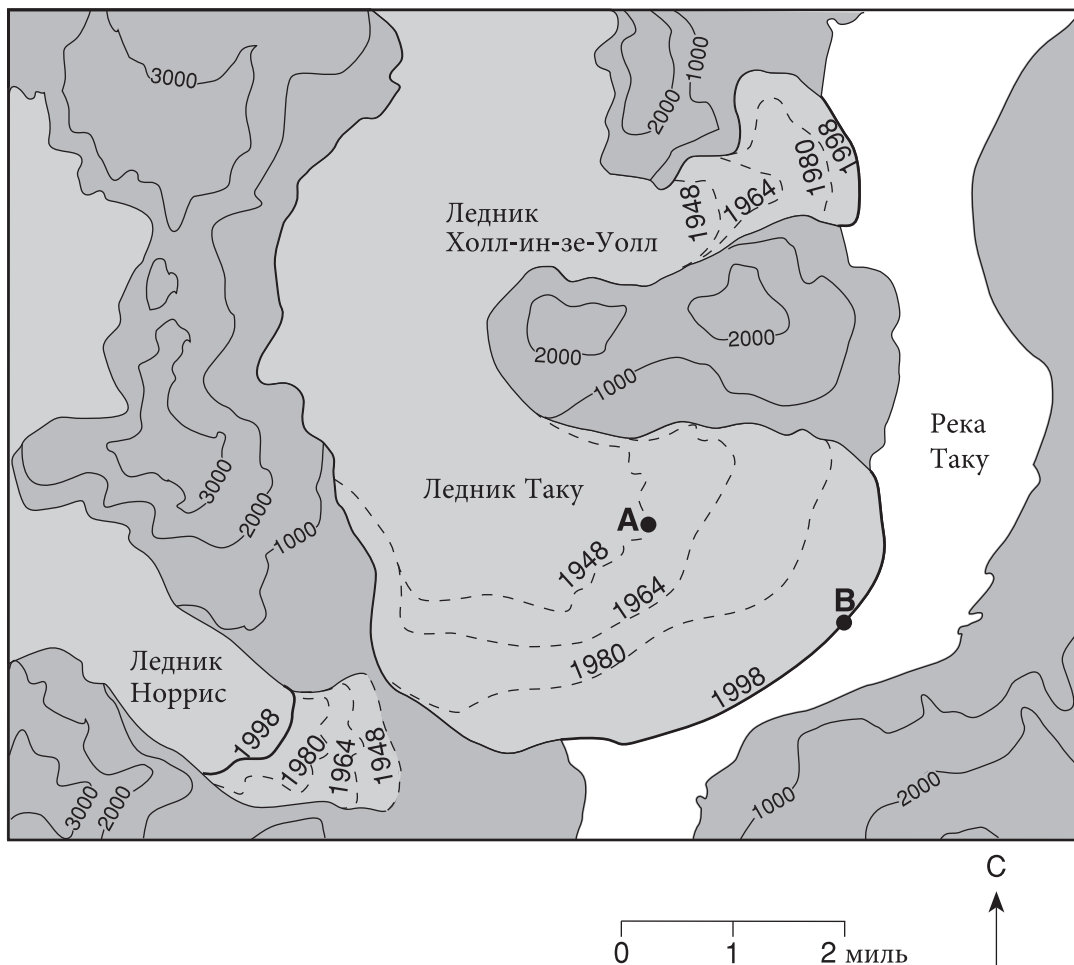 3000
2000
1000
1998
1980
1964
1948
Ледник
Холл-ин-зе-Уолл
2000
2000
1000
Река
Таку
Ледник Таку
A
1948
1964
B
1980
1998
3000
2000
1000
Ледник
Норрис
1998
1980
1964
1948
3000
2000
1000
2000
C
0 1 2 миль